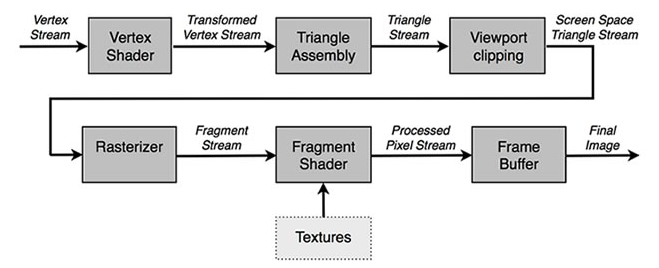 Vertex
Stream
Vertex
Shader
Transformed
Vertex Stream
Triangle
Assembly
Triangle
Stream
Viewport
clipping
Screen Space
Triangle Stream
Rasterizer
Fragment
Stream
Fragment
Shader
Processed
Pixel Stream
Frame
Buffer
Final
Image
Textures